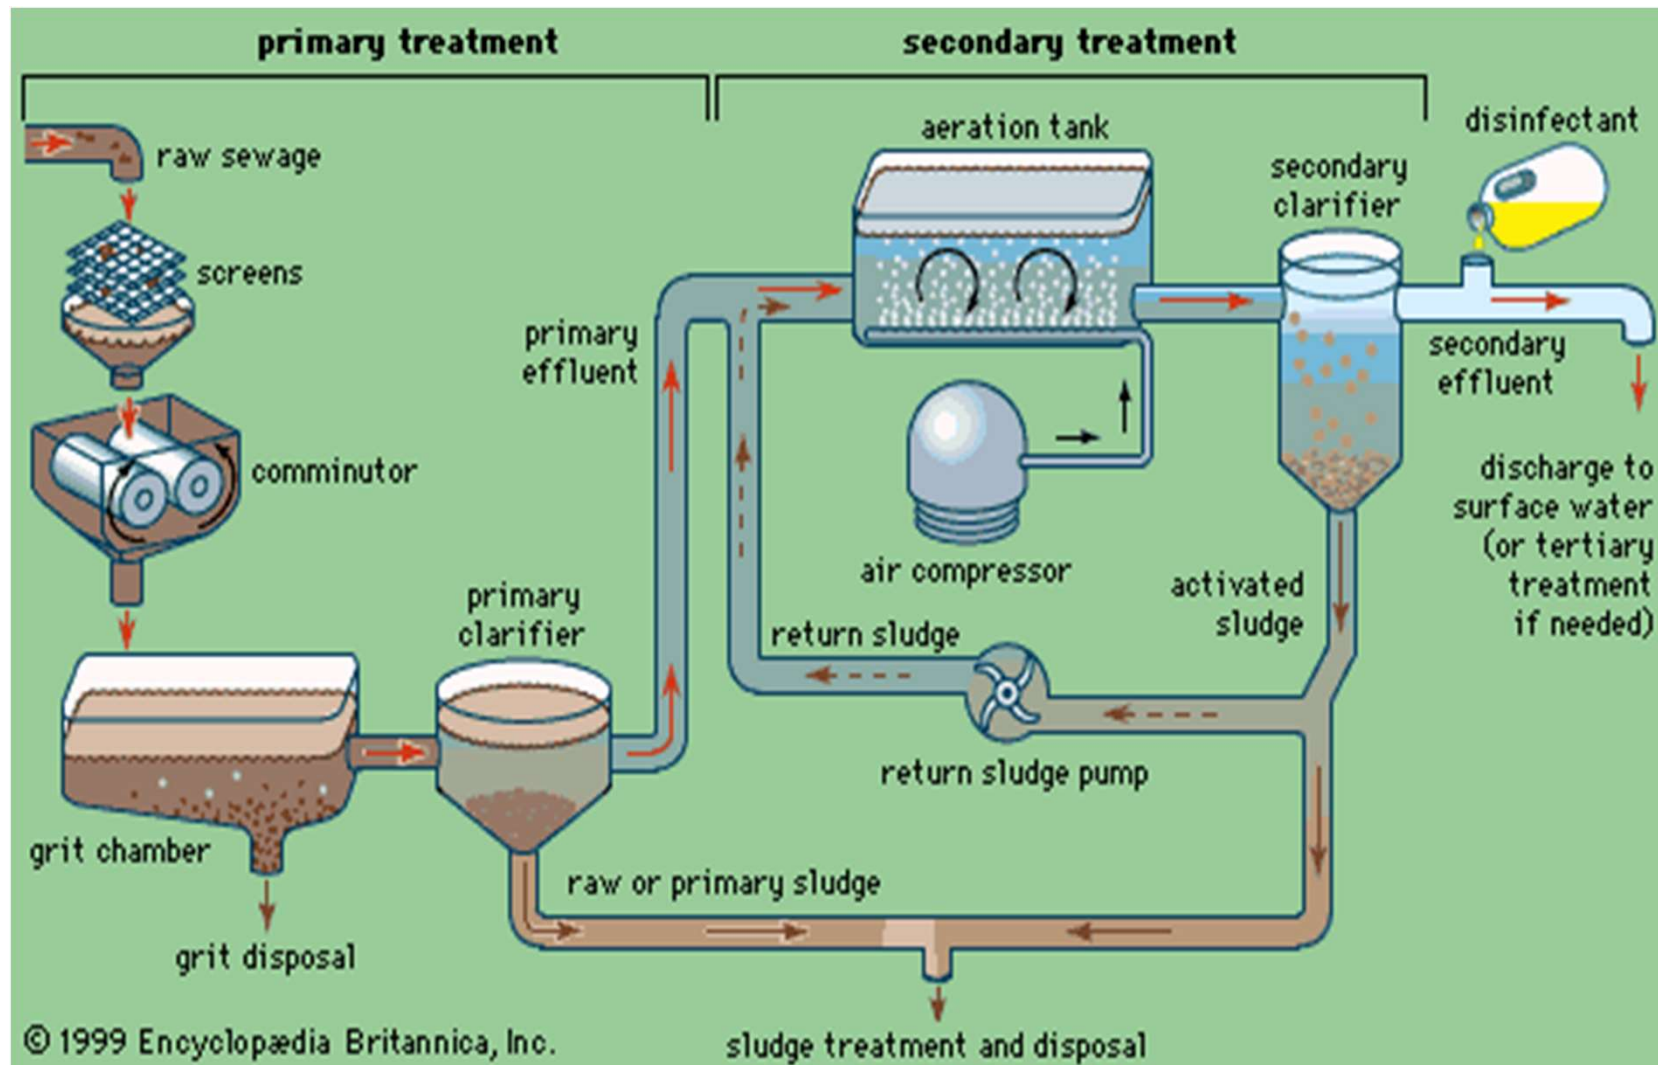 primary treatment
secondary treatment
raw sewage
screens
comminutor
grit chamber
grit disposal
primary
clarifier
raw or primary sludge
primary
effluent
aeration tank
air compressor
return sludge
return sludge pump
secondary
clarifier
activated
sludge
disinfectant
secondary
effluent
discharge to
surface water
(or tertiary
treatment
if needed)
sludge treatment and disposal
© 1999 Encyclopædia Britannica, Inc.